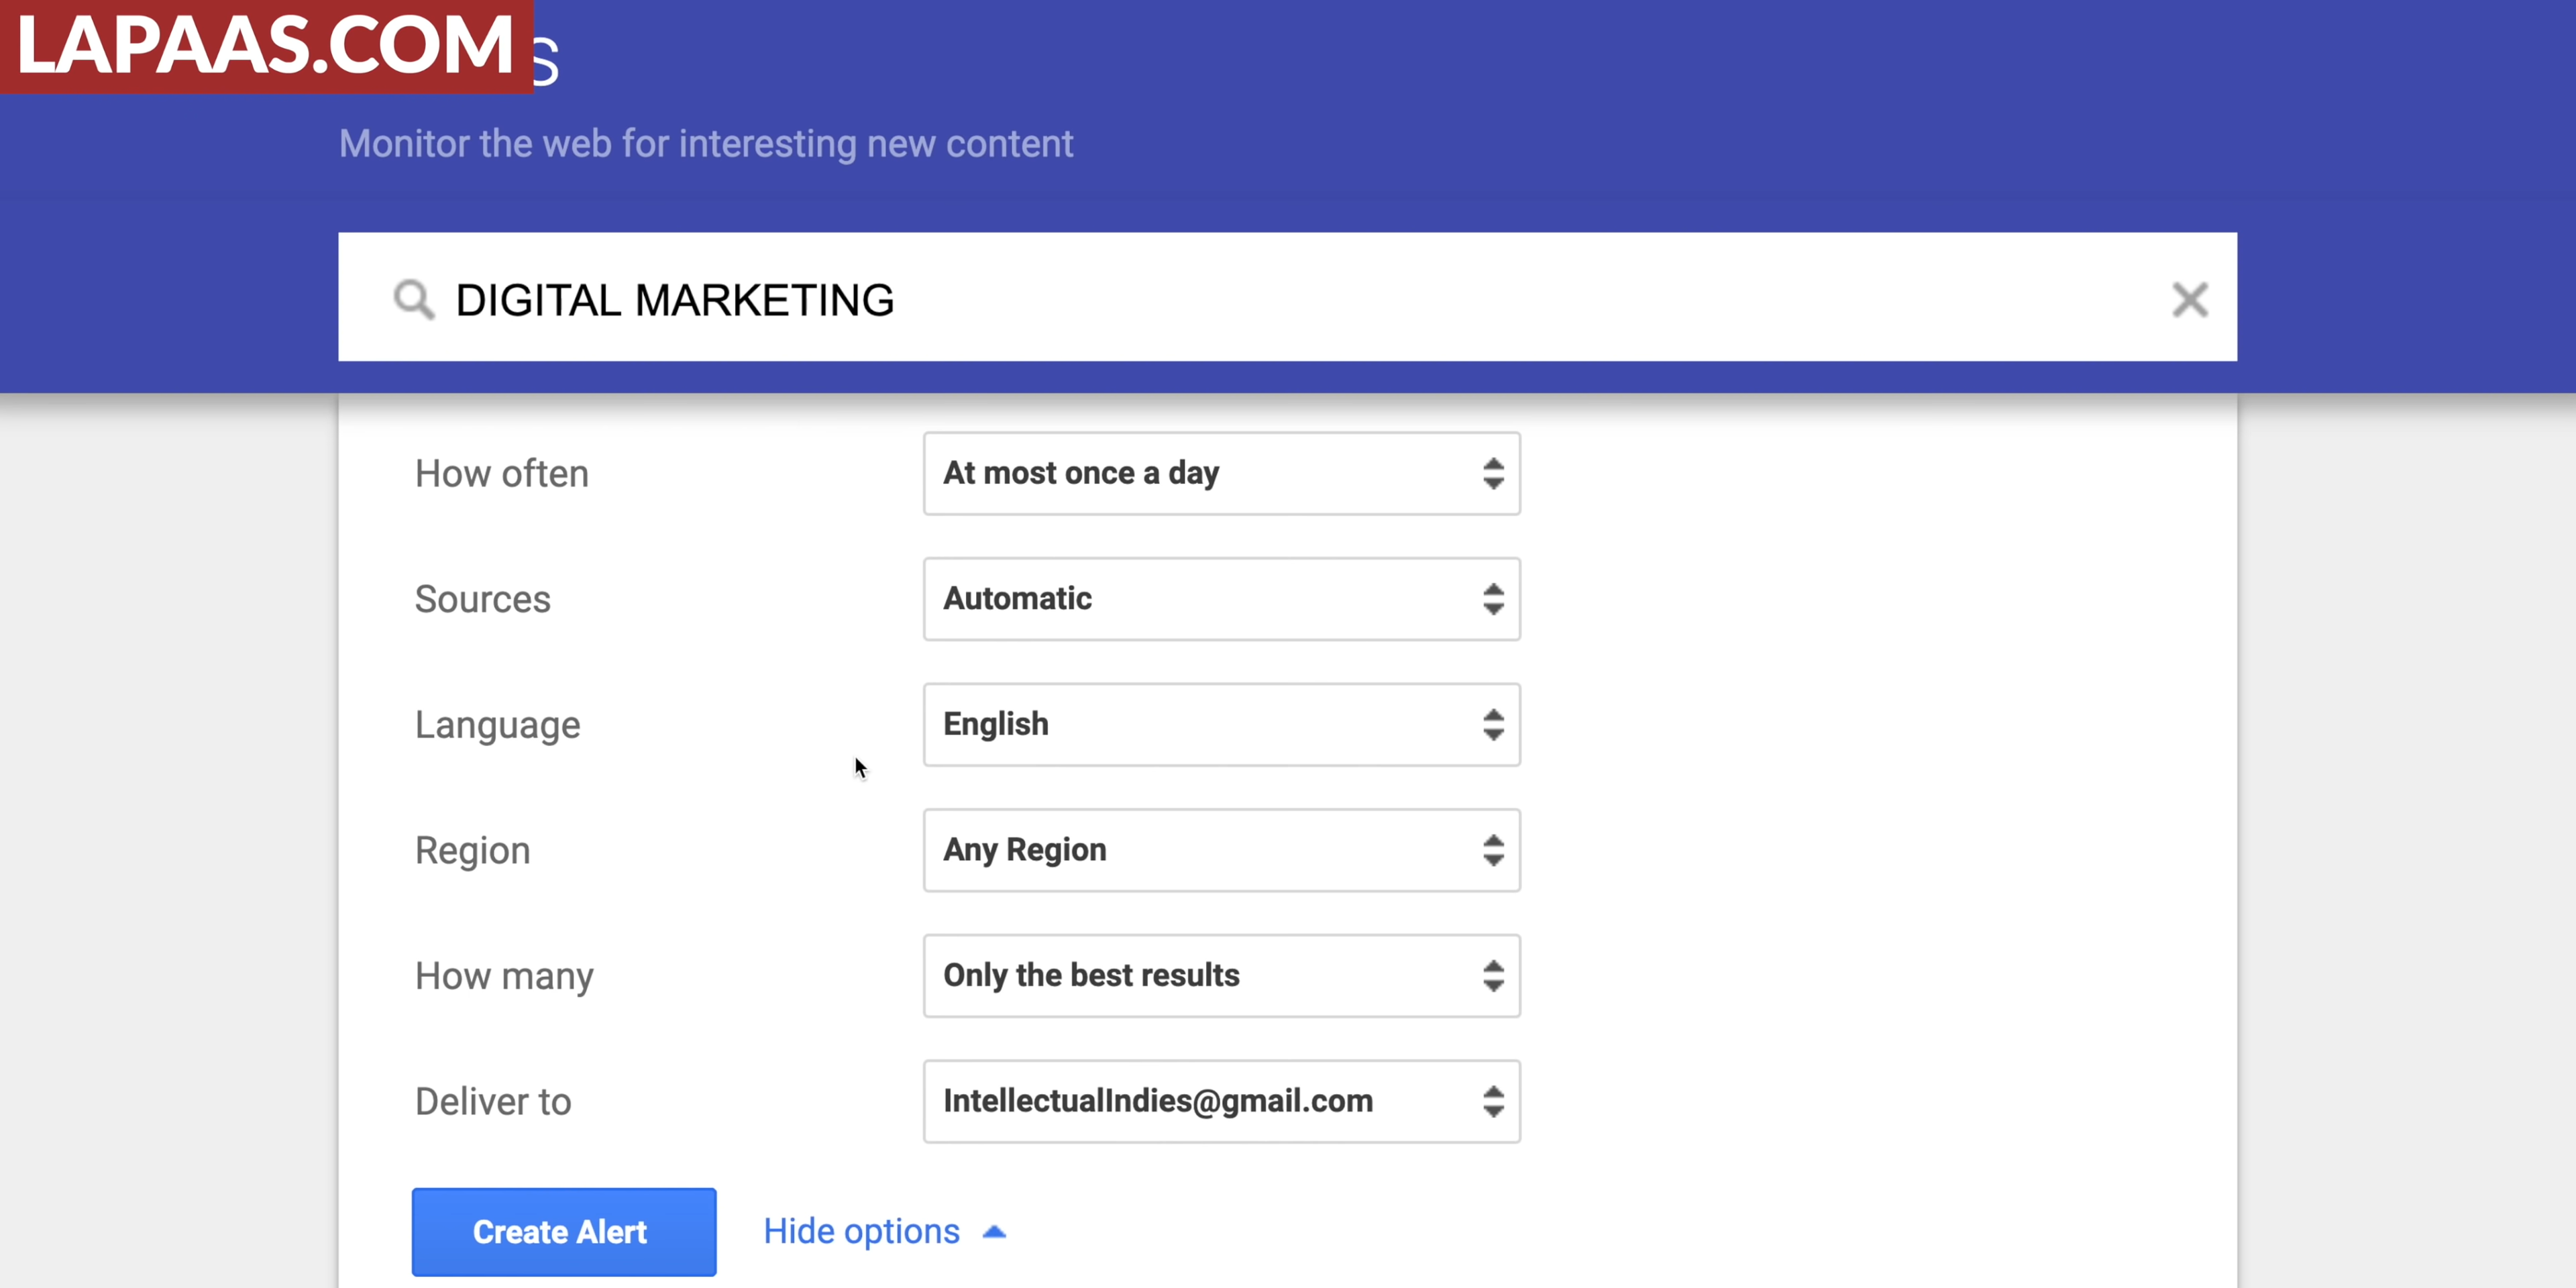 LAPAAS.COM
s
Monitor the web for interesting new content
DIGITAL MARKETING
How often
At most once a day
Sources
Automatic
Language
English
Region
Any Region
How many
Only the best results
Deliver to
IntellectualIndies@gmail.com
Create Alert
Hide options